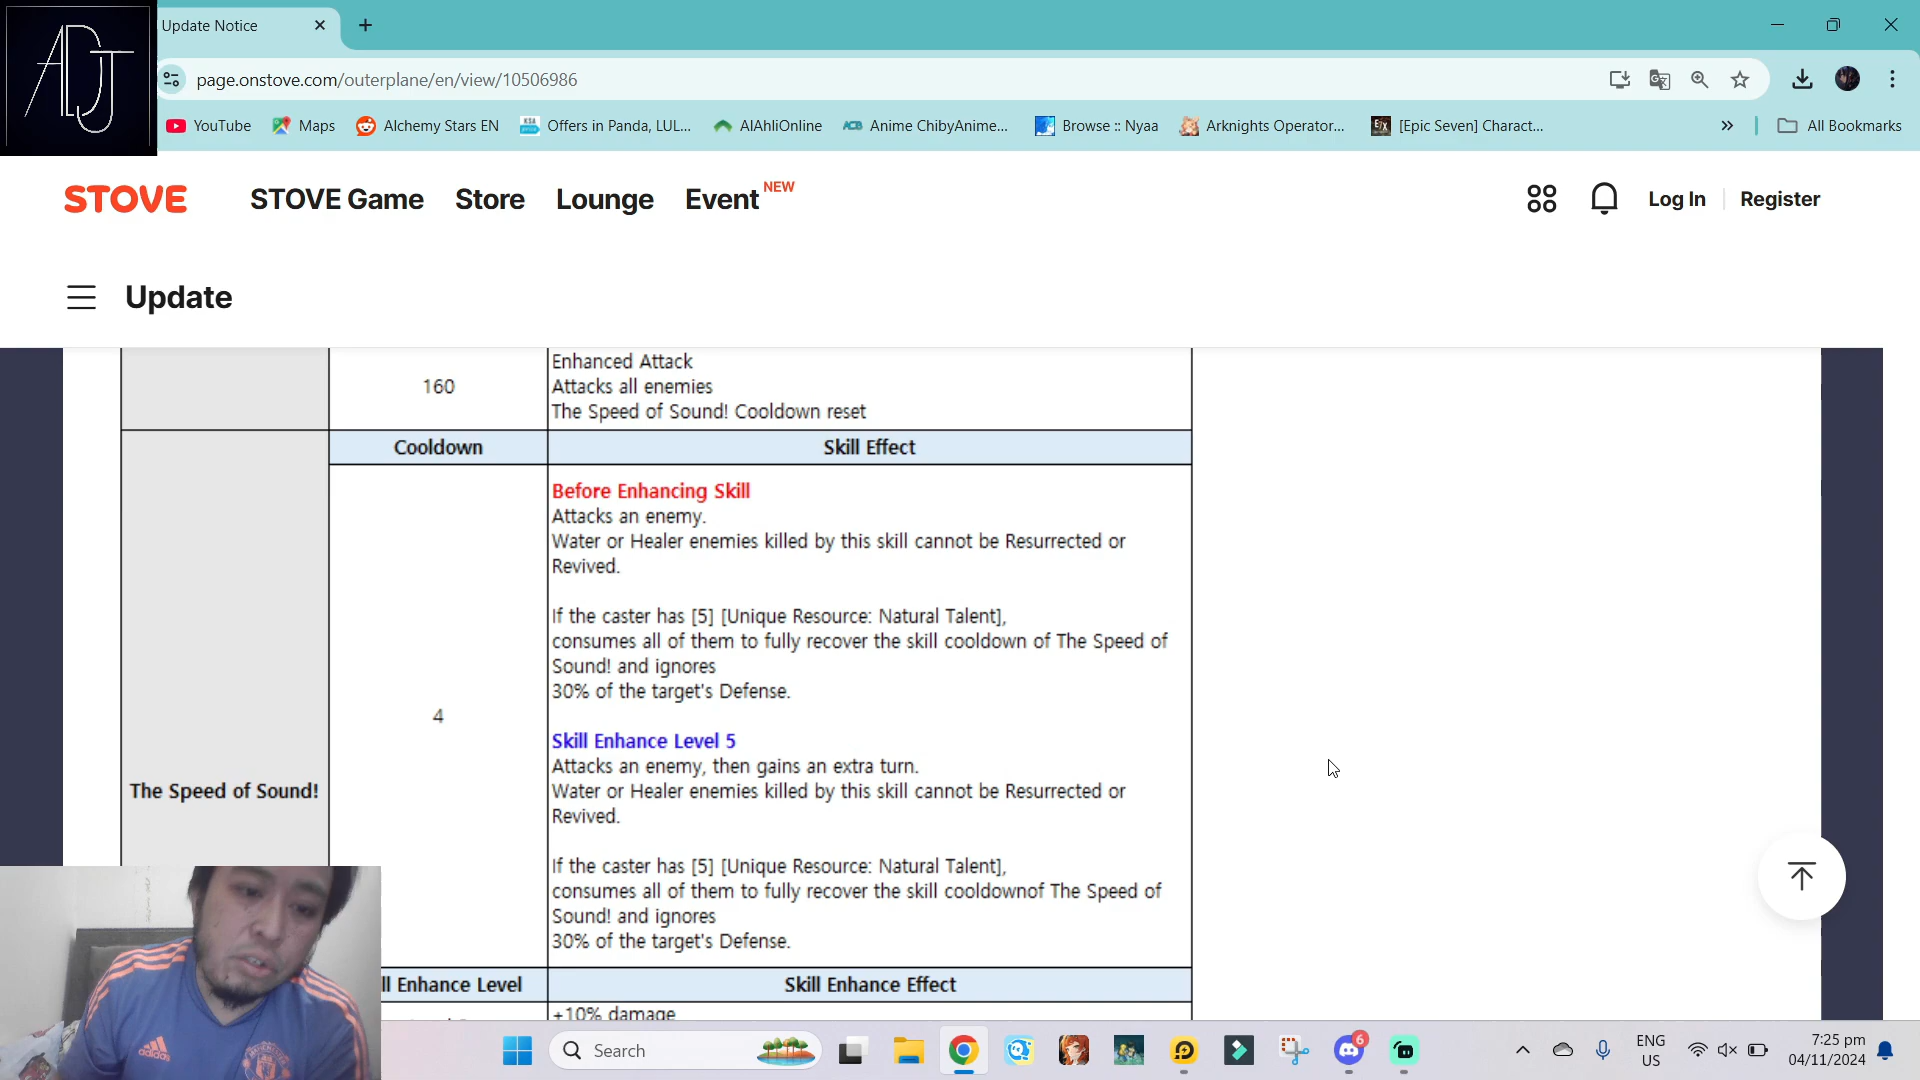 ADJ
Update Notice
page.onstove.com/outerplane/en/view/10506986
YouTube
Maps
Alchemy Stars EN
Offers in Panda, LUL...
AlAhliOnline
Anime ChibyAnime...
Browse :: Nyaa
Arknights Operator...
[Epic Seven] Charact...
All Bookmarks
STOVE
STOVE Game
Store
Lounge
Event
NEW
Log In
Register
Update
160
Enhanced Attack
Attacks all enemies
The Speed of Sound! Cooldown reset
Cooldown
Skill Effect
The Speed of Sound!
4
Before Enhancing Skill
Attacks an enemy.
Water or Healer enemies killed by this skill cannot be Resurrected or
Revived.
If the caster has [5] [Unique Resource: Natural Talent],
consumes all of them to fully recover the skill cooldown of The Speed of
Sound! and ignores
30% of the target's Defense.
Skill Enhance Level 5
Attacks an enemy, then gains an extra turn.
Water or Healer enemies killed by this skill cannot be Resurrected or
Revived.
If the caster has [5] [Unique Resource: Natural Talent],
consumes all of them to fully recover the skill cooldownof The Speed of
Sound! and ignores
30% of the target's Defense.
ll Enhance Level
Skill Enhance Effect
+10% damage
Search
6
ENG
US
7:25 pm
04/11/2024